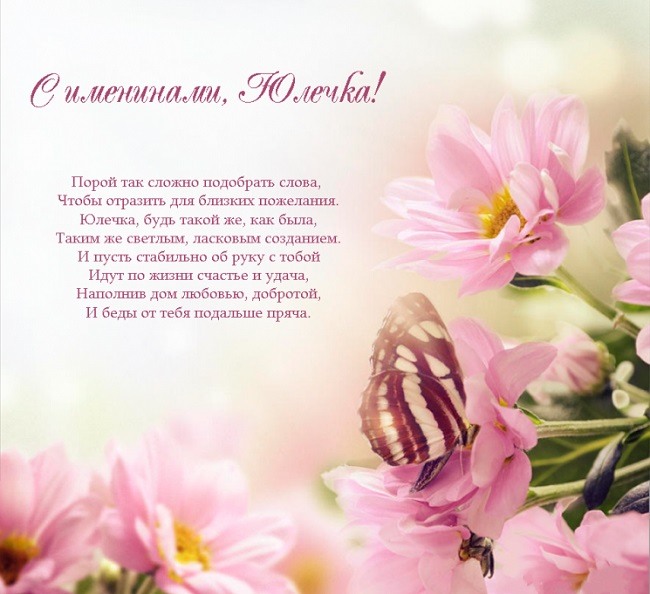 С именинами, Юлечка!
Порой так сложно подобрать слова,
Чтобы отразить для близких пожелания.
Юлечка, будь такой же, как была,
Таким же светлым, ласковым созданием.
И пусть стабильно об руку с тобой
Идут по жизни счастье и удача,
Наполнив дом любовью, добротой,
И беды от тебя подальше пряча.